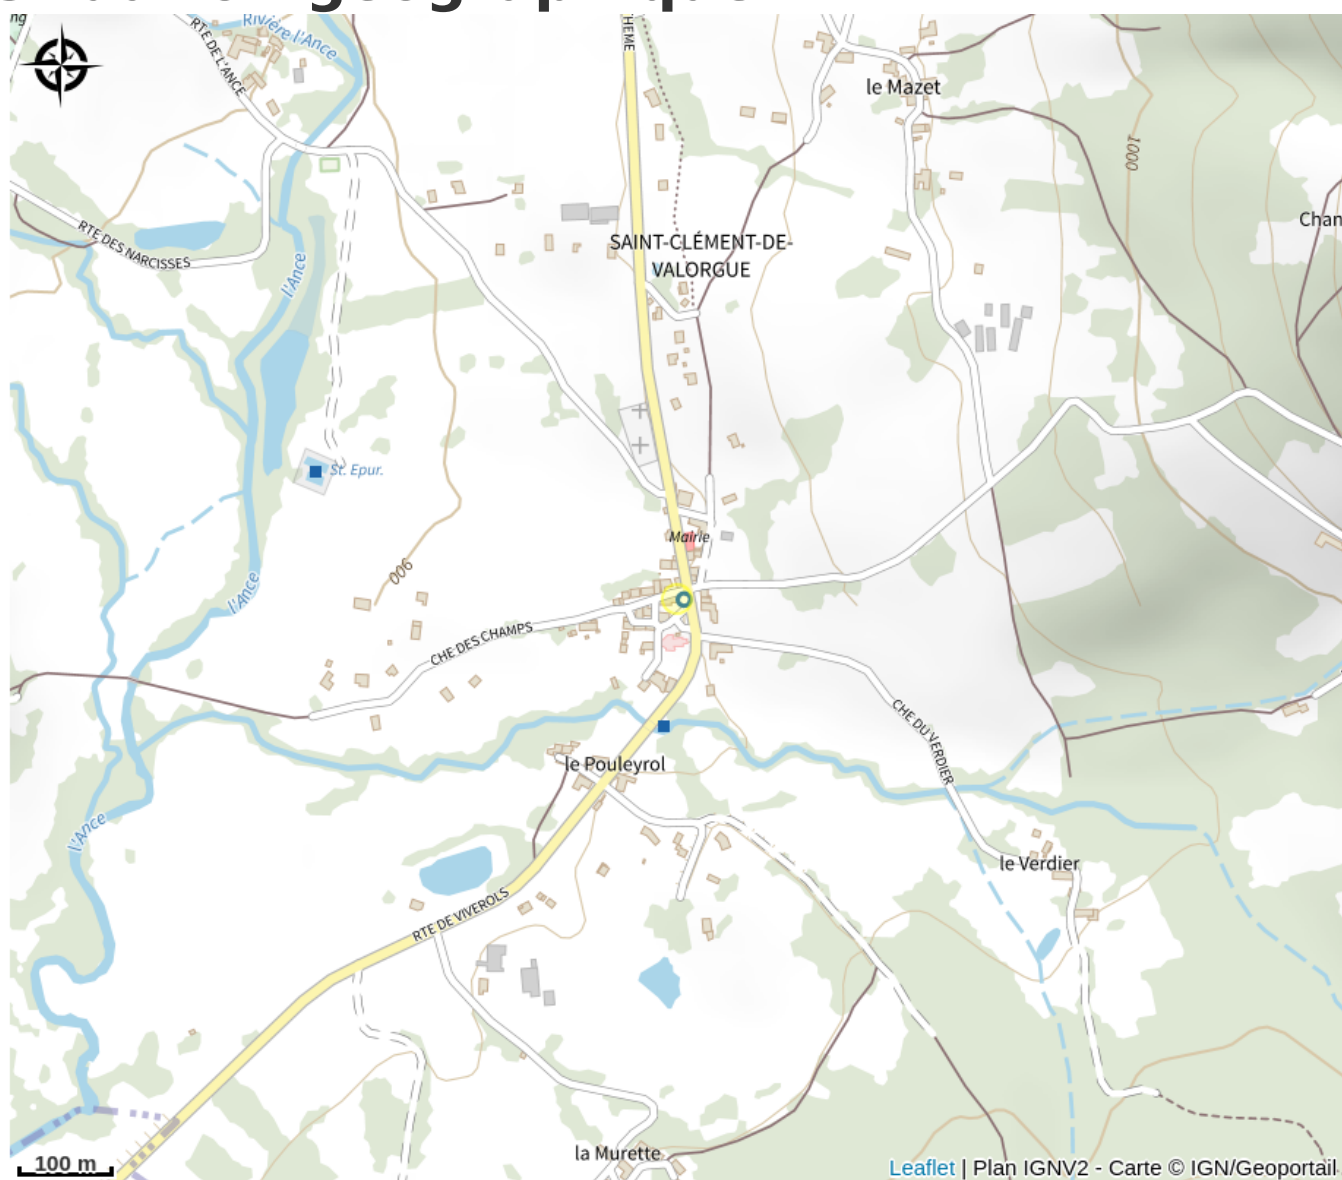 Rivière l'Ance
RTE DE L'ANCE
THEME
le Mazet
1000
Chan
RTE DES NARCISSES
l'Ance
SAINT-CLÉMENT-DE-
VALORGUE
St. Epur.
Mairie
900
l'Ance
CHE DES CHAMPS
CHE DU VERDIER
le Pouleyrol
l'Ance
le Verdier
RTE DE VIVEROLS
la Murette
100 m
Leaflet | Plan IGNV2 - Carte © IGN/Geoportail